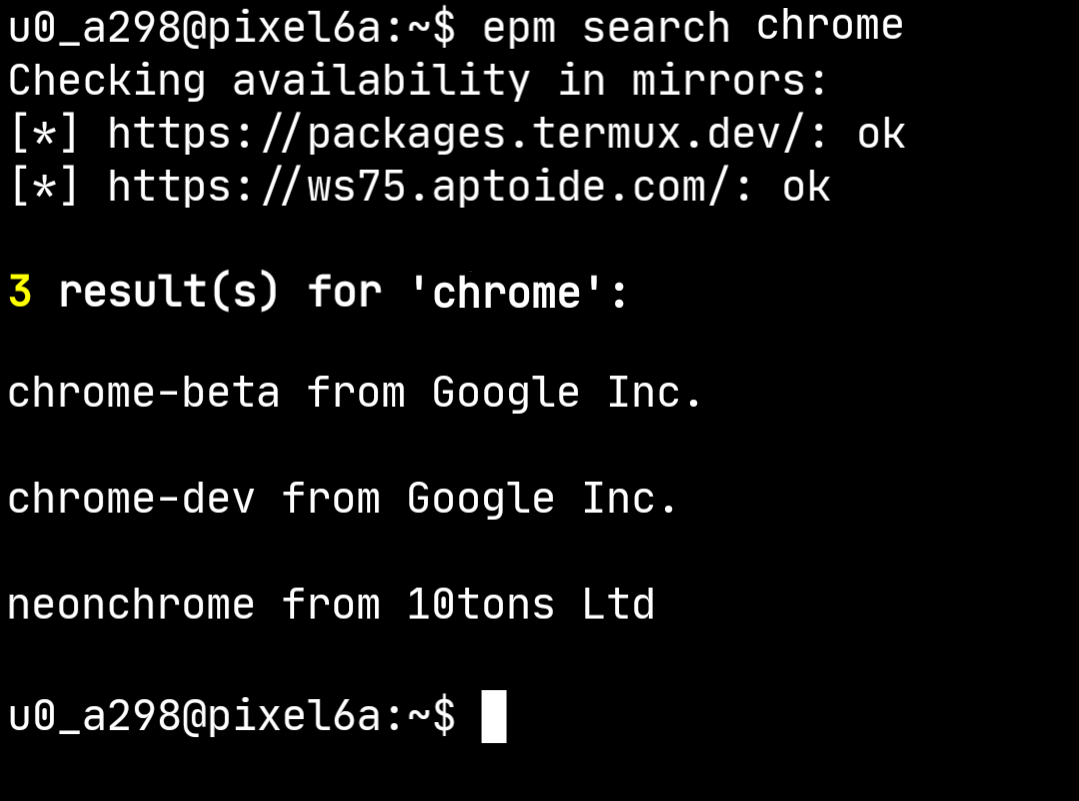 u0_a298@pixel6a:~$ epm search chrome
Checking availability in mirrors:
[*] https://packages.termux.dev/: ok
[*] https://ws75.aptoide.com/: ok
3 result(s) for 'chrome':
chrome-beta from Google Inc.
chrome-dev from Google Inc.
neonchrome from 10tons Ltd
u0_a298@pixel6a:~$